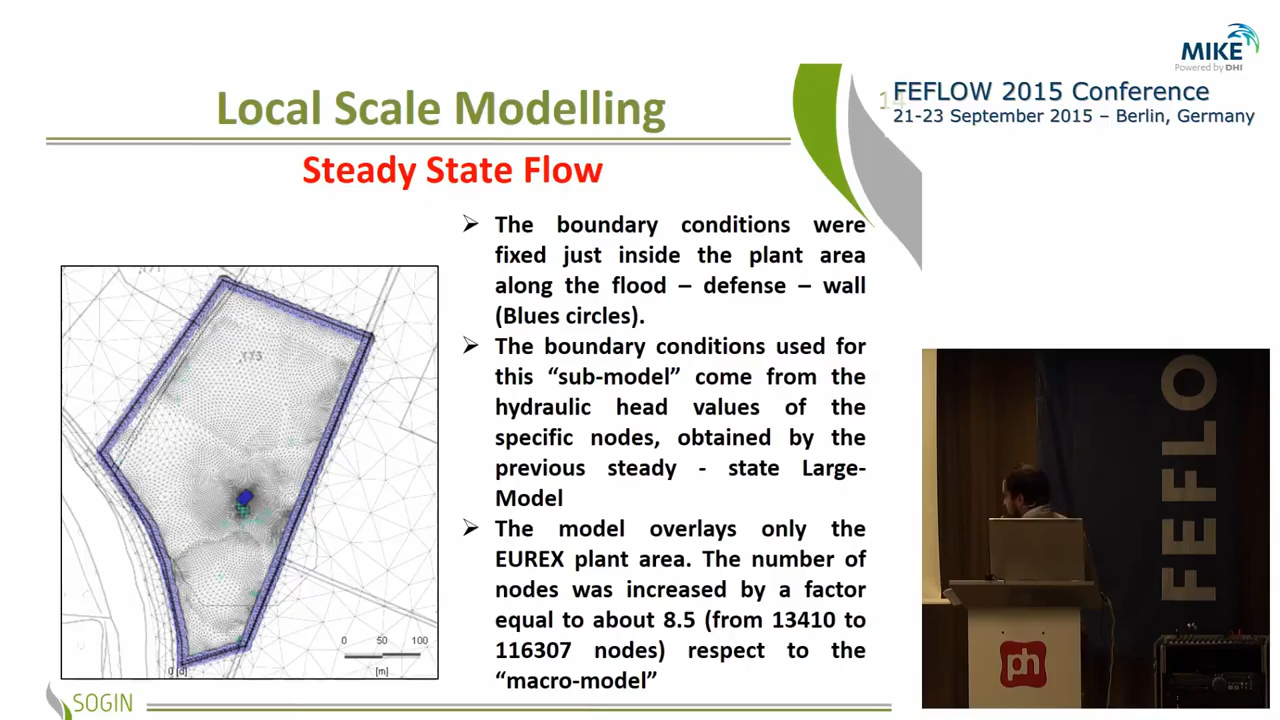 MIKE
Powered by DHI
14
FEFLOW 2015 Conference
21-23 September 2015 – Berlin, Germany
Local Scale Modelling
Steady State Flow
➢ The boundary conditions were
fixed just inside the plant area
along the flood – defense – wall
(Blues circles).
➢ The boundary conditions used for
this “sub-model” come from the
hydraulic head values of the
specific nodes, obtained by the
previous steady - state Large-
Model
➢ The model overlays only the
EUREX plant area. The number of
nodes was increased by a factor
equal to about 8.5 (from 13410 to
116307 nodes) respect to the
“macro-model”
0 50 100
[m]
0 [d]
SOGIN
FEFLO
ph